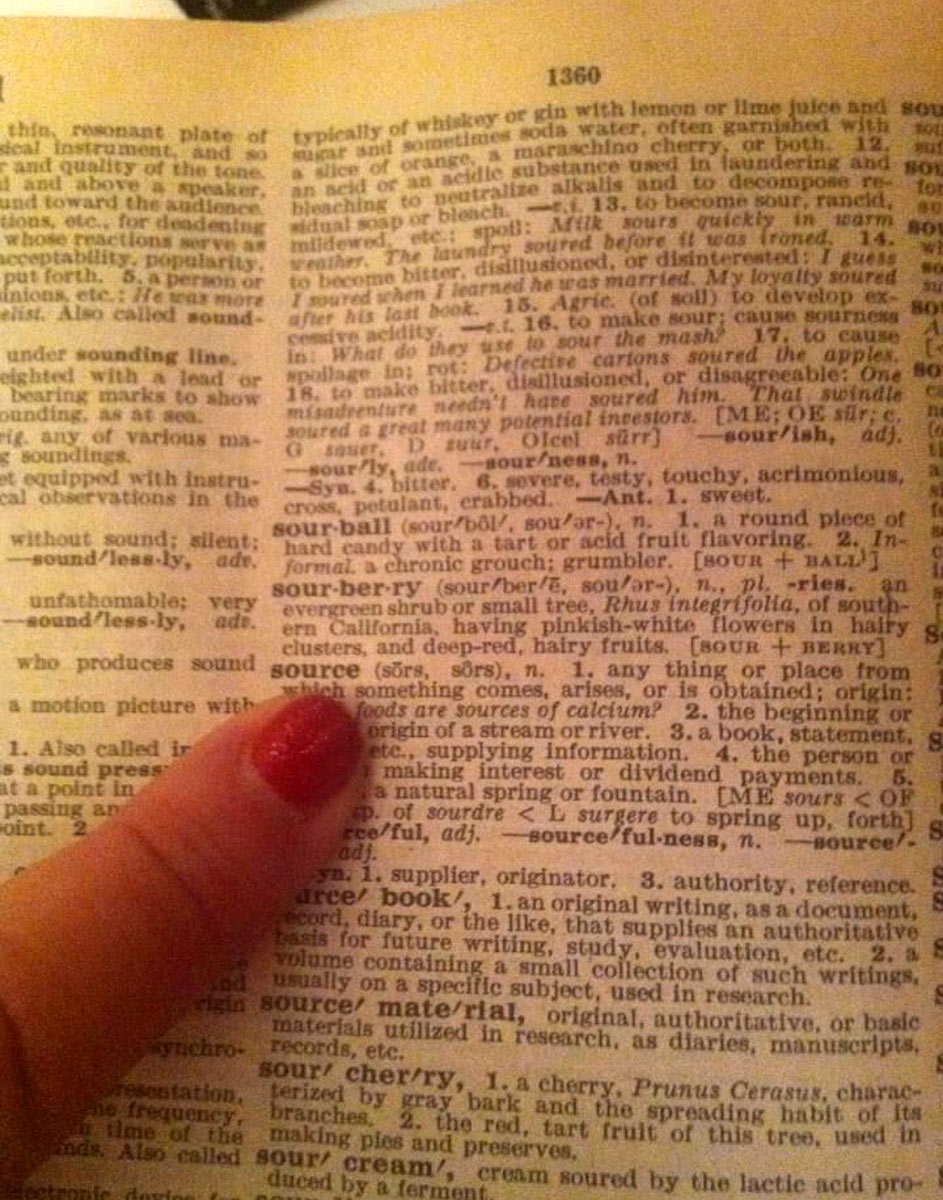 1360
thin, resonant plate of
sical instrument, and so
r and quality of the tone.
d and above a speaker,
und toward the audience.
tions, etc., for deadening
whose reactions serve as
acceptability, popularity,
put forth. 5. a person or
inions, etc.: He was more
elist. Also called sound-
under sounding line.
eighted with a lead or
bearing marks to show
ounding, as at sea.
rig. any of various ma-
g soundings.
et equipped with instru-
cal observations in the
without sound; silent;
—sound′less·ly, adv.
unfathomable; very
—sound′less·ly, adv.
who produces sound
a motion picture with
1. Also called in
s sound press
at a point in
passing an
point. 2
nd
rigin
synchro-
resentation,
he frequency,
time of the
nds. Also called
lectronic device for
typically of whiskey or gin with lemon or lime juice and
sugar and sometimes soda water, often garnished with
a slice of orange, a maraschino cherry, or both. 12.
an acid or an acidic substance used in laundering and
bleaching to neutralize alkalis and to decompose re-
sidual soap or bleach. —v.i. 13. to become sour, rancid,
mildewed, etc.; spoil: Milk sours quickly in warm
weather. The laundry soured before it was ironed. 14.
to become bitter, disillusioned, or disinterested: I guess
I soured when I learned he was married. My loyalty soured
after his last book. 15. Agric. (of soil) to develop ex-
cessive acidity. —v.t. 16. to make sour; cause sourness
in: What do they use to sour the mash? 17. to cause
spoilage in; rot: Defective cartons soured the apples.
18. to make bitter, disillusioned, or disagreeable: One
misadventure needn't have soured him. That swindle
soured a great many potential investors. [ME; OE sūr; c.
G sauer, D zuur, OIcel sūrr] —sour′ish, adj.
—sour′ly, adv. —sour′ness, n.
—Syn. 4. bitter. 6. severe, testy, touchy, acrimonious,
cross, petulant, crabbed. —Ant. 1. sweet.
sour·ball (sour′bôl′, sou′ər-), n. 1. a round piece of
hard candy with a tart or acid fruit flavoring. 2. In-
formal. a chronic grouch; grumbler. [SOUR + BALL¹]
sour·ber·ry (sour′ber′ē, sou′ər-), n., pl. -ries. an
evergreen shrub or small tree, Rhus integrifolia, of south-
ern California, having pinkish-white flowers in hairy
clusters, and deep-red, hairy fruits. [SOUR + BERRY]
source (sōrs, sôrs), n. 1. any thing or place from
which something comes, arises, or is obtained; origin:
foods are sources of calcium? 2. the beginning or
origin of a stream or river. 3. a book, statement,
etc., supplying information. 4. the person or
making interest or dividend payments. 5.
, a natural spring or fountain. [ME sours < OF
sp. of sourdre < L surgere to spring up, forth]
rce′ful, adj. —source′ful·ness, n. —source′-
adj.
yn. 1. supplier, originator. 3. authority, reference.
urce′ book′, 1. an original writing, as a document,
record, diary, or the like, that supplies an authoritative
basis for future writing, study, evaluation, etc. 2. a
volume containing a small collection of such writings,
usually on a specific subject, used in research.
source′ mate′rial, original, authoritative, or basic
materials utilized in research, as diaries, manuscripts,
records, etc.
sour′ cher′ry, 1. a cherry, Prunus Cerasus, charac-
terized by gray bark and the spreading habit of its
branches. 2. the red, tart fruit of this tree, used in
making pies and preserves.
sour′ cream′, cream soured by the lactic acid pro-
duced by a ferment.